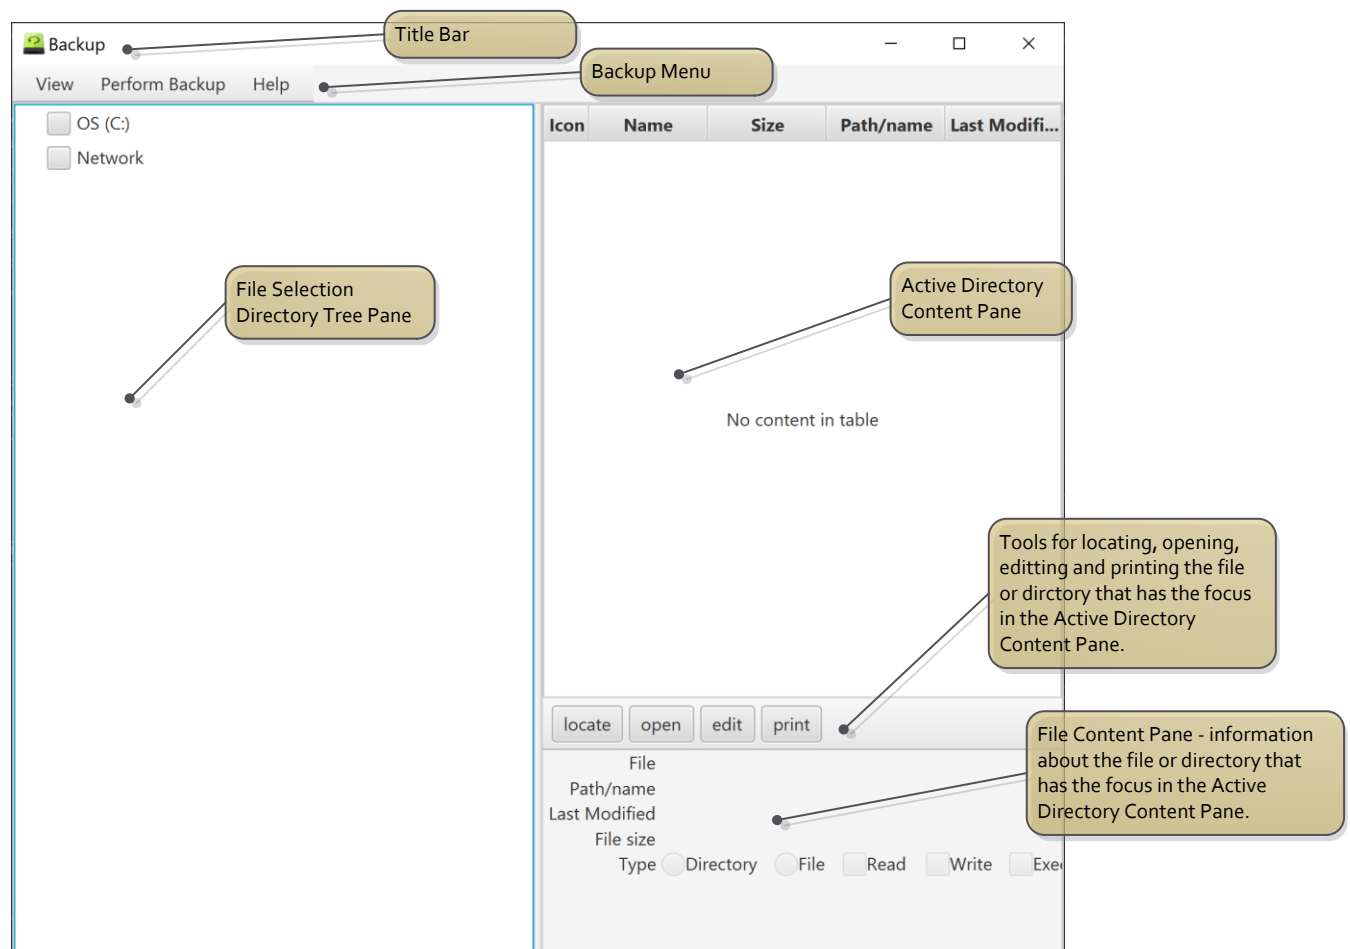 Backup
Title Bar
Backup Menu
View Perform Backup Help
OS (C:)
Network
Icon Name Size Path/name Last Modifi...
File Selection
Directory Tree Pane
Active Directory
Content Pane
No content in table
Tools for locating, opening,
editting and printing the file
or dirctory that has the focus
in the Active Directory
Content Pane.
locate open edit print
File Content Pane - information
about the file or directory that
has the focus in the Active
Directory Content Pane.
File
Path/name
Last Modified
File size
Type Directory File Read Write Exe